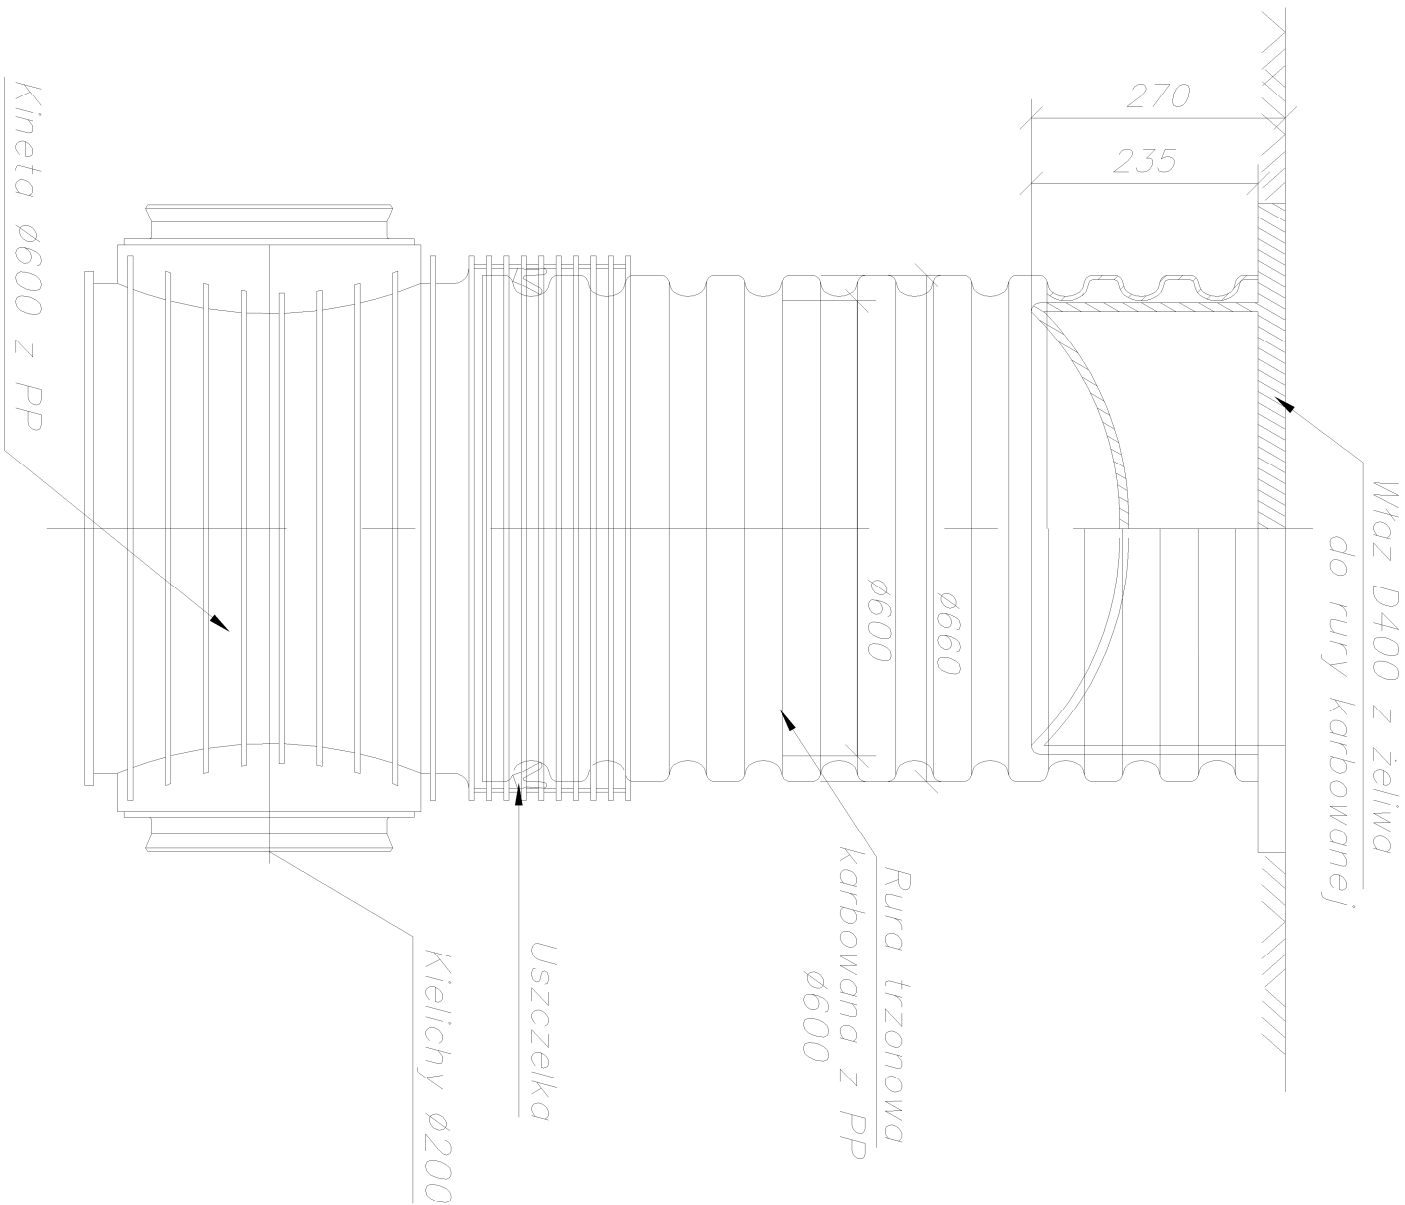 Właz D400 z żeliwa
do rury karbowanej
270
235
Ø660
Ø600
Rura trzonowa
karbowana z PP
Ø600
Uszczelka
Kielichy Ø200
Kineta Ø600 z PP